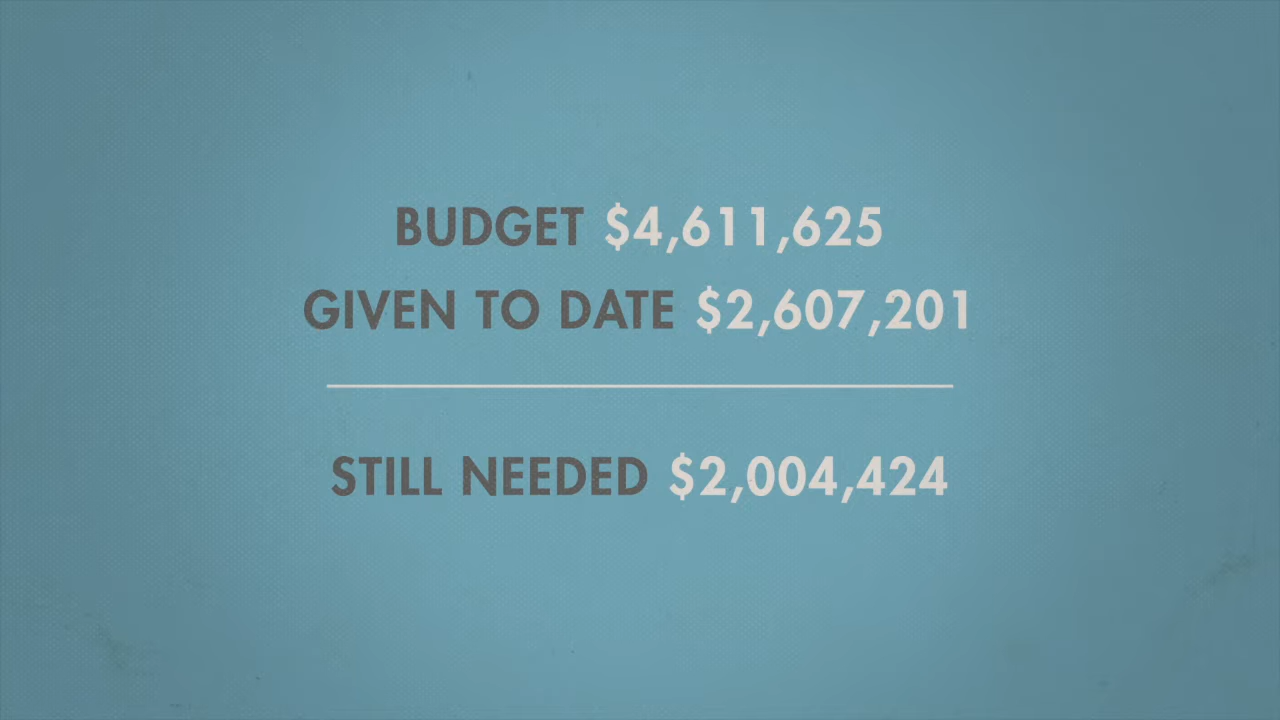 BUDGET $4,611,625
GIVEN TO DATE $2,607,201
STILL NEEDED $2,004,424